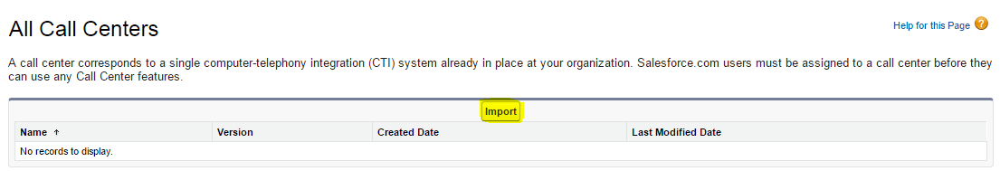 All Call Centers
Help for this Page ?
A call center corresponds to a single computer-telephony integration (CTI) system already in place at your organization. Salesforce.com users must be assigned to a call center before they
can use any Call Center features.
Import
Name ↑ Version Created Date Last Modified Date
No records to display.